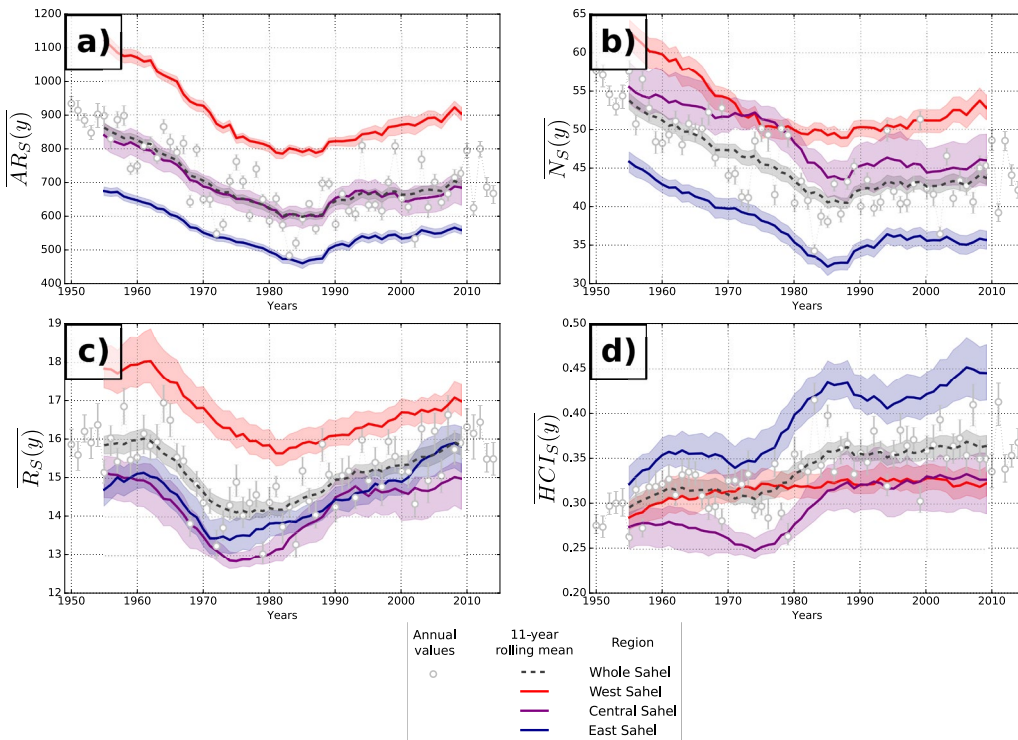 a)
1200
1100
1000
900
800
700
600
500
400
AR_S(y)
1950 1960 1970 1980 1990 2000 2010
Years
b)
65
60
55
50
45
40
35
30
N_S(y)
1950 1960 1970 1980 1990 2000 2010
Years
c)
19
18
17
16
15
14
13
12
R_S(y)
1950 1960 1970 1980 1990 2000 2010
Years
d)
0.50
0.45
0.40
0.35
0.30
0.25
0.20
HCI_S(y)
1950 1960 1970 1980 1990 2000 2010
Years
Annual values
11-year rolling mean
Region
Whole Sahel
West Sahel
Central Sahel
East Sahel